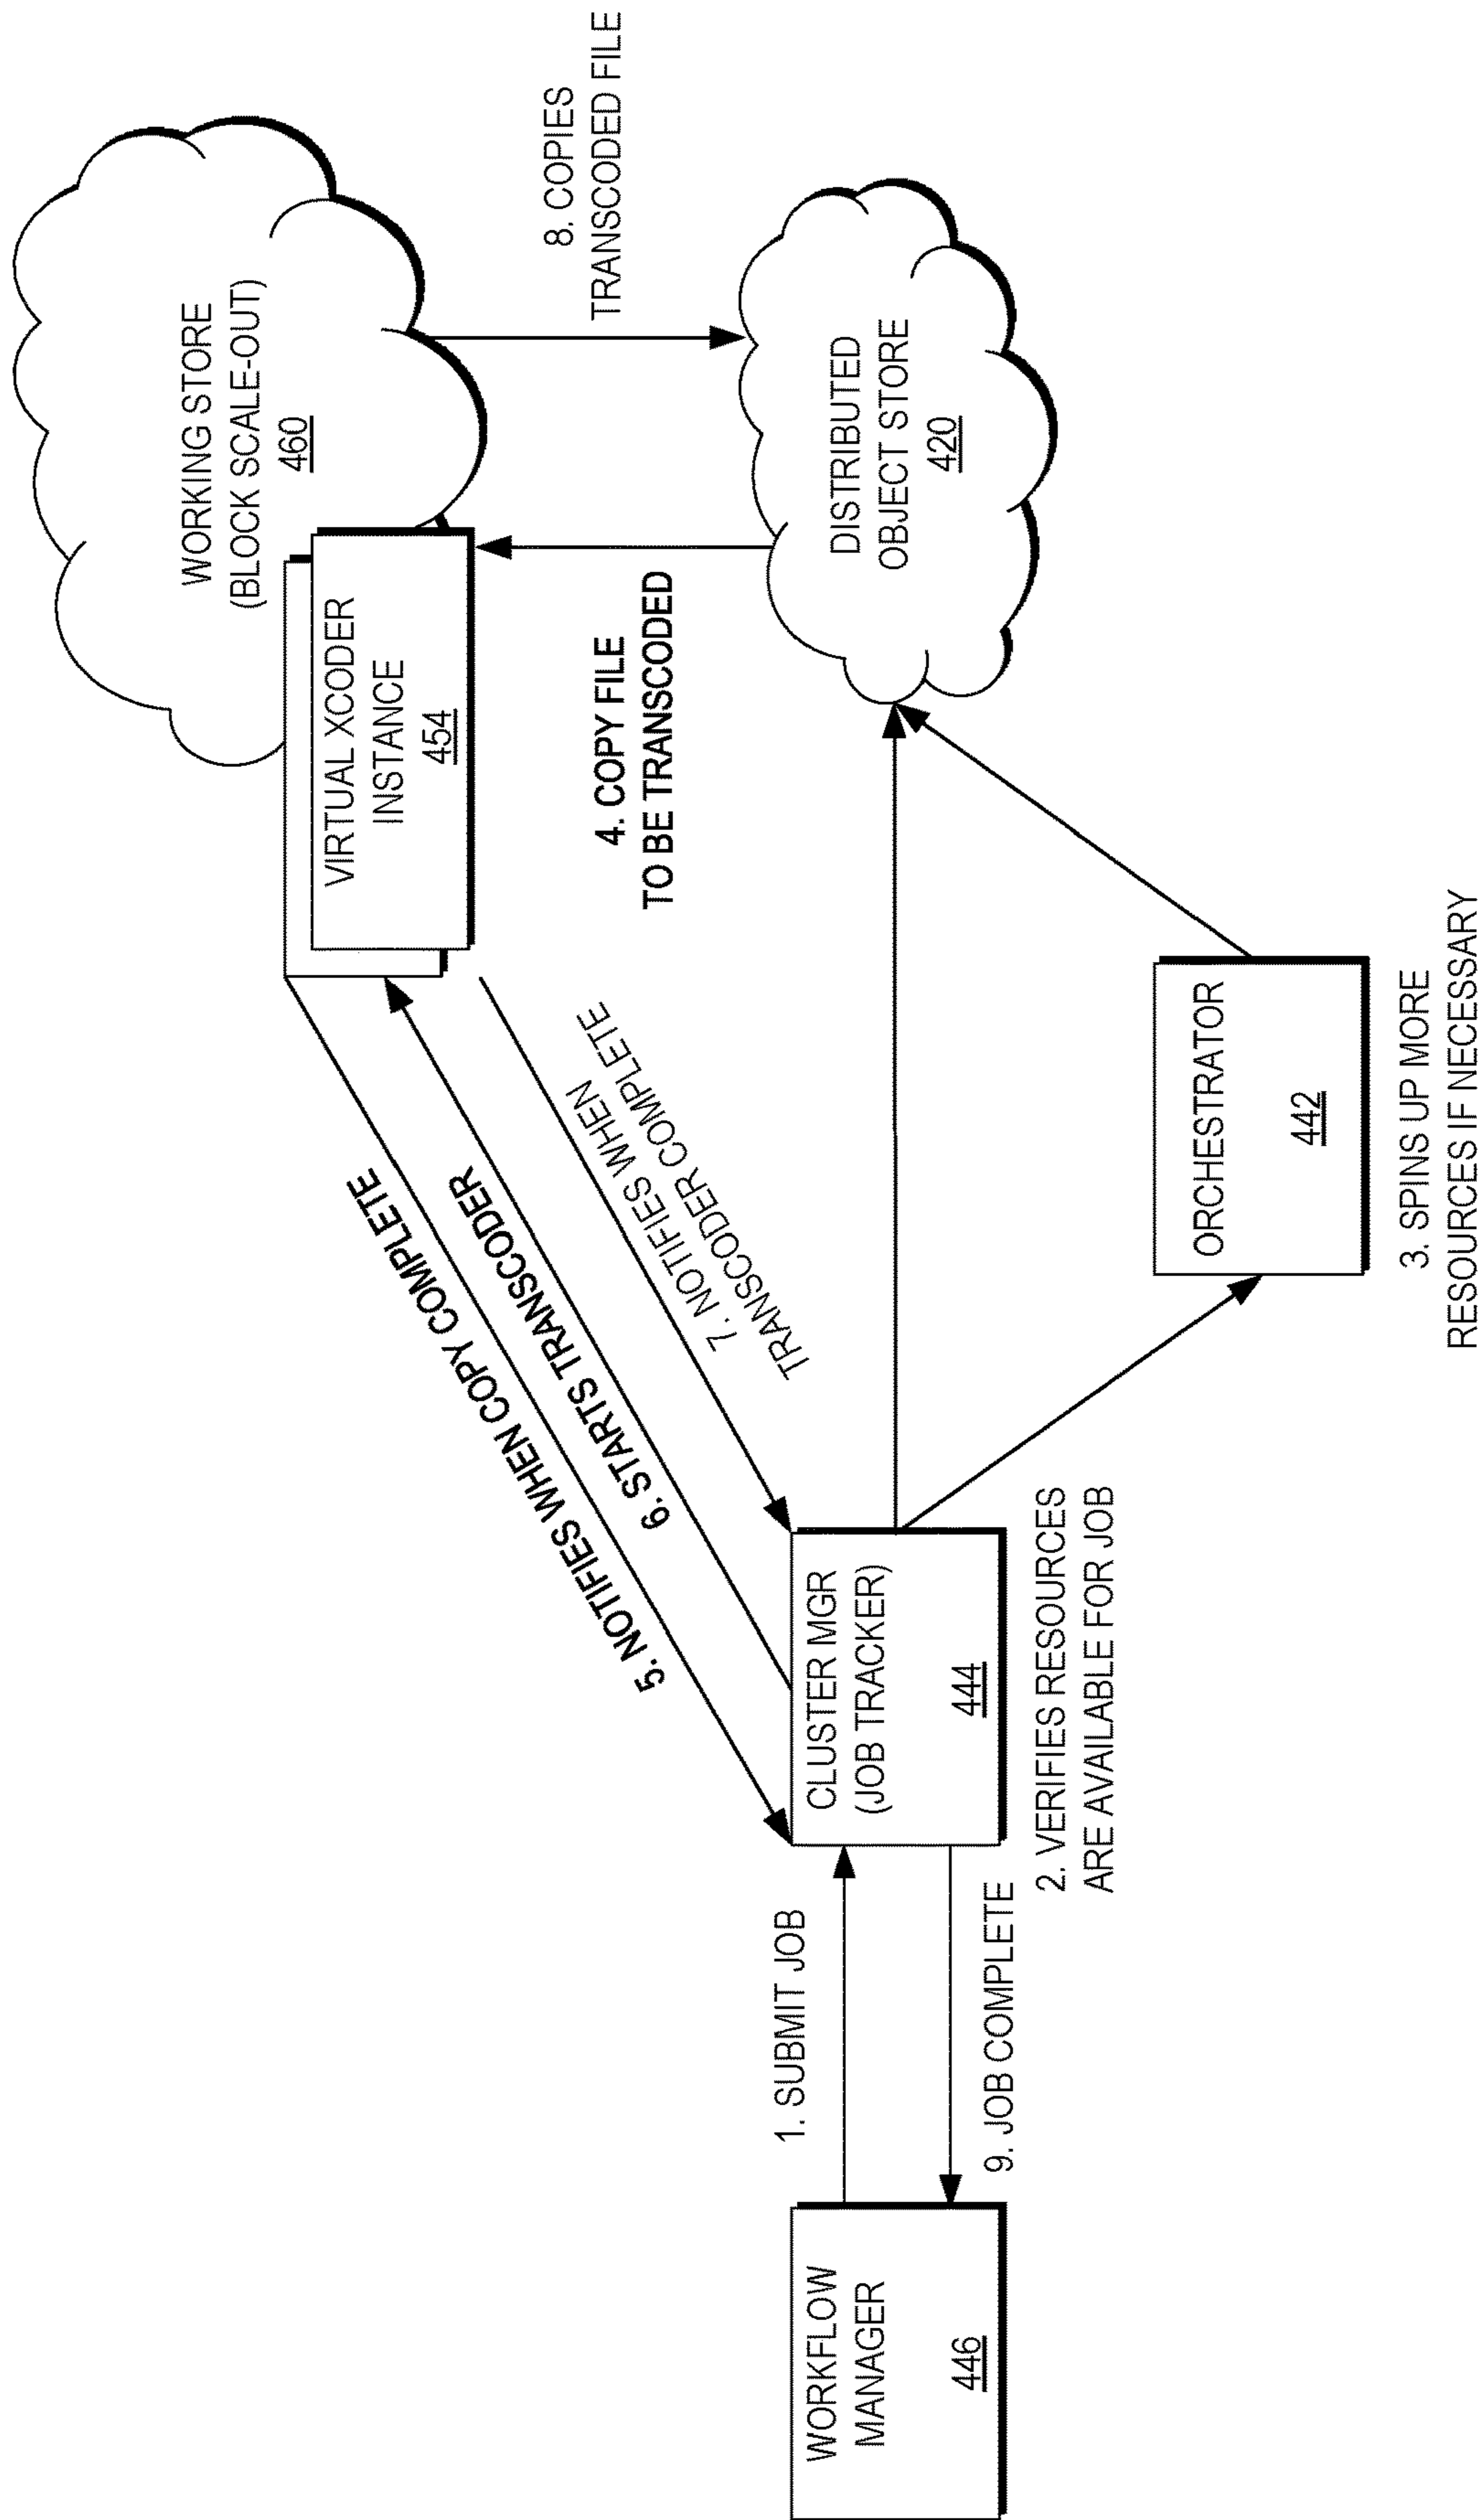 WORKING STORE
(BLOCK SCALE-OUT)
460
VIRTUAL XCODER
INSTANCE
454
8. COPIES
TRANSCODED FILE
4. COPY FILE
TO BE TRANSCODED
DISTRIBUTED
OBJECT STORE
420
5. NOTIFIES WHEN COPY COMPLETE
6. STARTS TRANSCODER
7. NOTIFIES WHEN
TRANSCODER COMPLETE
WORKFLOW
MANAGER
446
1. SUBMIT JOB
9. JOB COMPLETE
CLUSTER MGR
(JOB TRACKER)
444
2. VERIFIES RESOURCES
ARE AVAILABLE FOR JOB
ORCHESTRATOR
442
3. SPINS UP MORE
RESOURCES IF NECESSARY